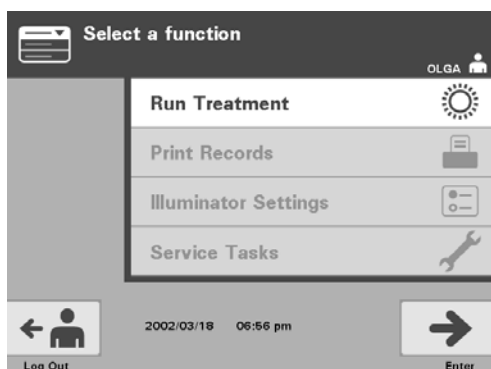 Select a function
OLGA
Run Treatment
Print Records
Illuminator Settings
Service Tasks
2002/03/18 06:56 pm
Log Out
Enter